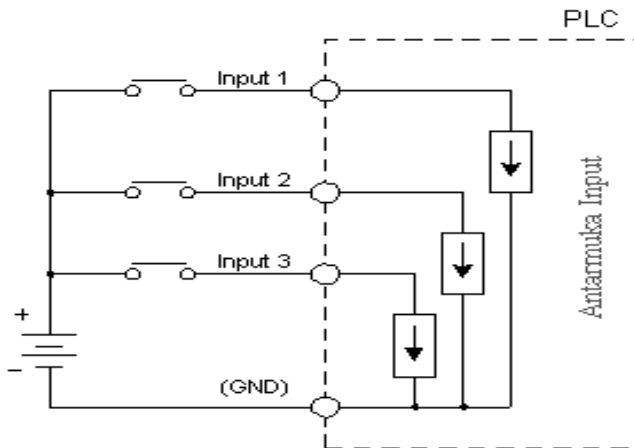 PLC
Input 1
Input 2
Input 3
+
-
(GND)
Antarmuka Input